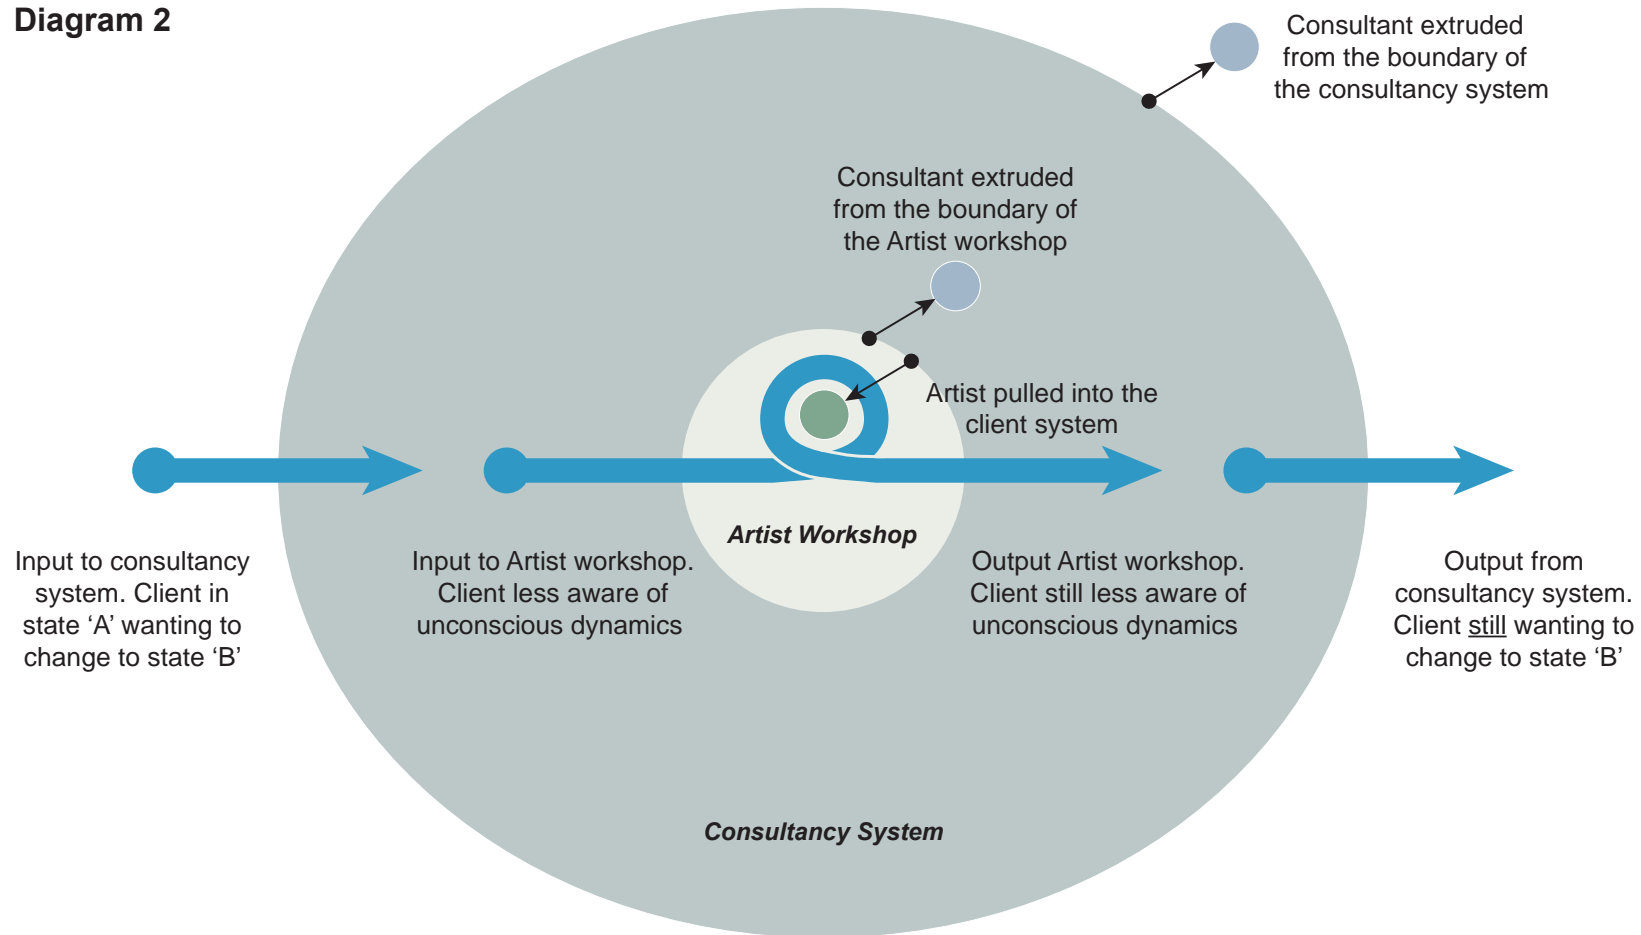 Diagram 2
Consultant extruded
from the boundary of
the consultancy system
Consultant extruded
from the boundary of
the Artist workshop
Artist pulled into the
client system
Artist Workshop
Input to consultancy
system. Client in
state ‘A’ wanting to
change to state ‘B’
Input to Artist workshop.
Client less aware of
unconscious dynamics
Output Artist workshop.
Client still less aware of
unconscious dynamics
Output from
consultancy system.
Client still wanting to
change to state ‘B’
Consultancy System